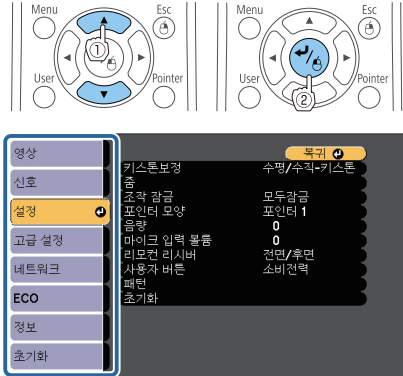 Menu Esc Menu Esc
①
②
User Pointer User Pointer
영상
신호
설정
고급 설정
네트워크
ECO
정보
초기화
복귀
키스톤보정 수평/수직-키스톤
줌
조작 잠금 모두잠금
포인터 모양 포인터 1
음량 0
마이크 입력 볼륨 0
리모컨 리시버 전면/후면
사용자 버튼 소비전력
패턴
초기화